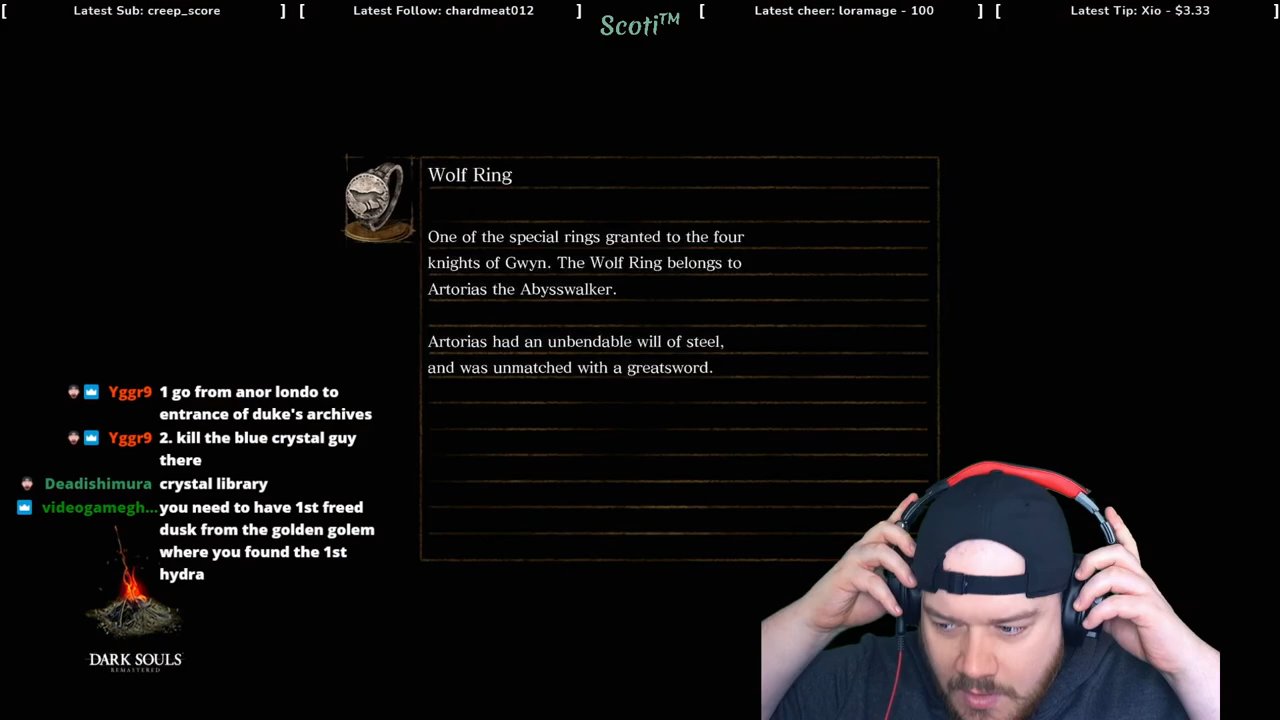 [ Latest Sub: creep_score ] [ Latest Follow: chardmeat012 ] [ Latest cheer: loramage - 100 ] [ Latest Tip: Xio - $3.33 ]
Scoti™
Wolf Ring
One of the special rings granted to the four
knights of Gwyn. The Wolf Ring belongs to
Artorias the Abysswalker.
Artorias had an unbendable will of steel,
and was unmatched with a greatsword.
Yggr9 1 go from anor londo to
entrance of duke's archives
Yggr9 2. kill the blue crystal guy
there
Deadishimura crystal library
videogamegh... you need to have 1st freed
dusk from the golden golem
where you found the 1st
hydra
DARK SOULS
REMASTERED